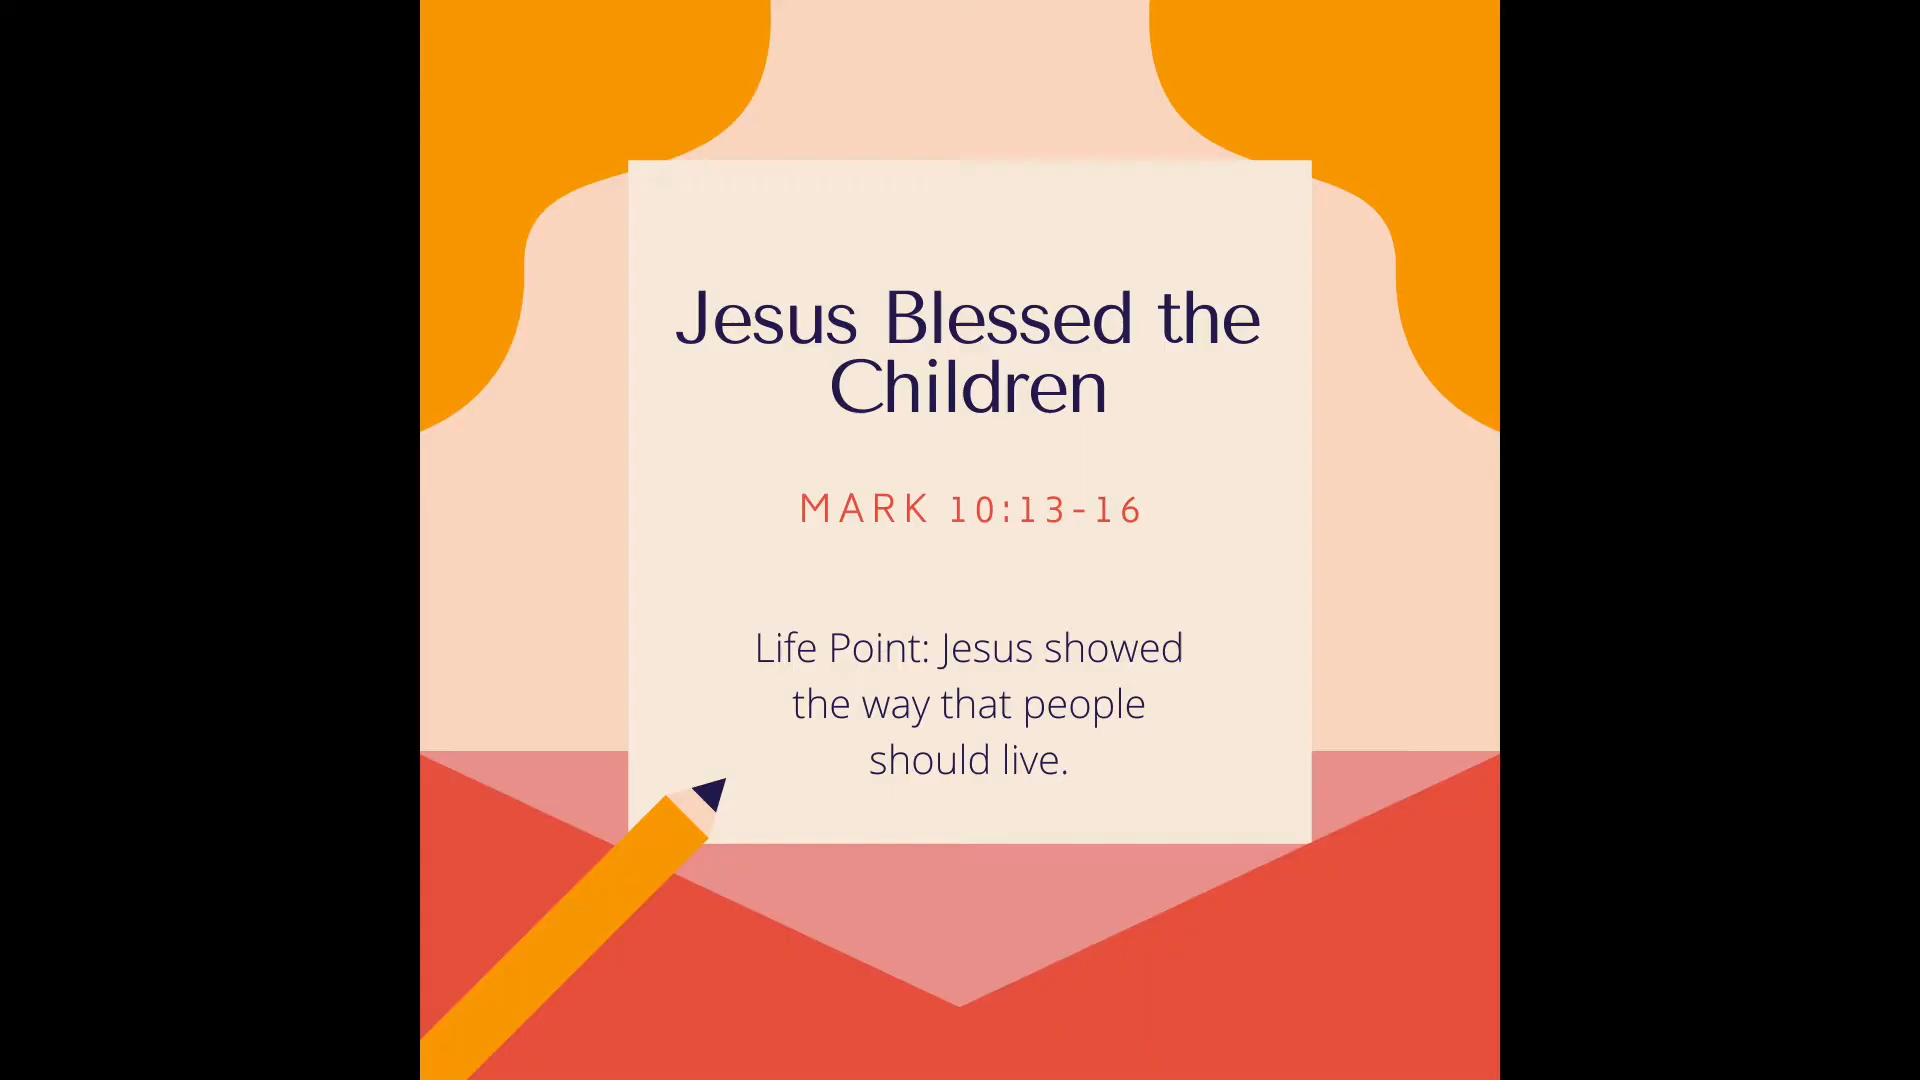 Jesus Blessed the
Children
MARK 10:13-16
Life Point: Jesus showed
the way that people
should live.